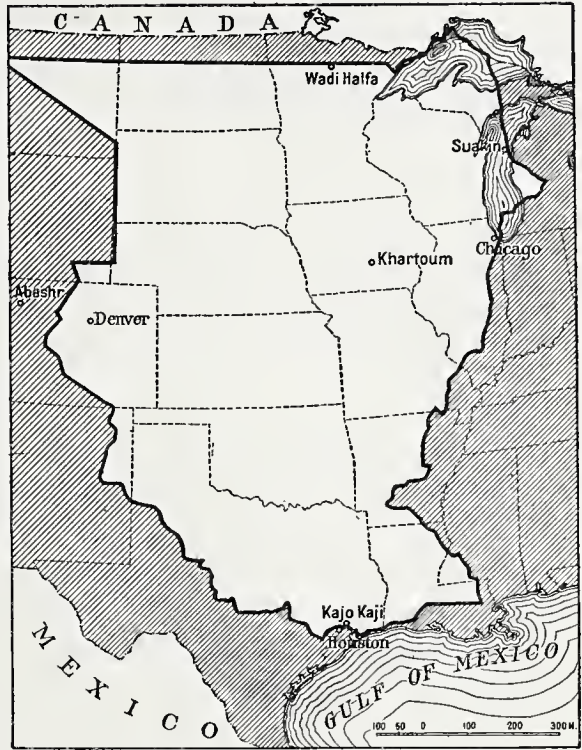 CANADA
Wadi Halfa
Suakin
Chicago
Khartoum
Abeshr
Denver
Kajo Kaji
Houston
MEXICO
GULF OF MEXICO
100 50 0 100 200 300 M.